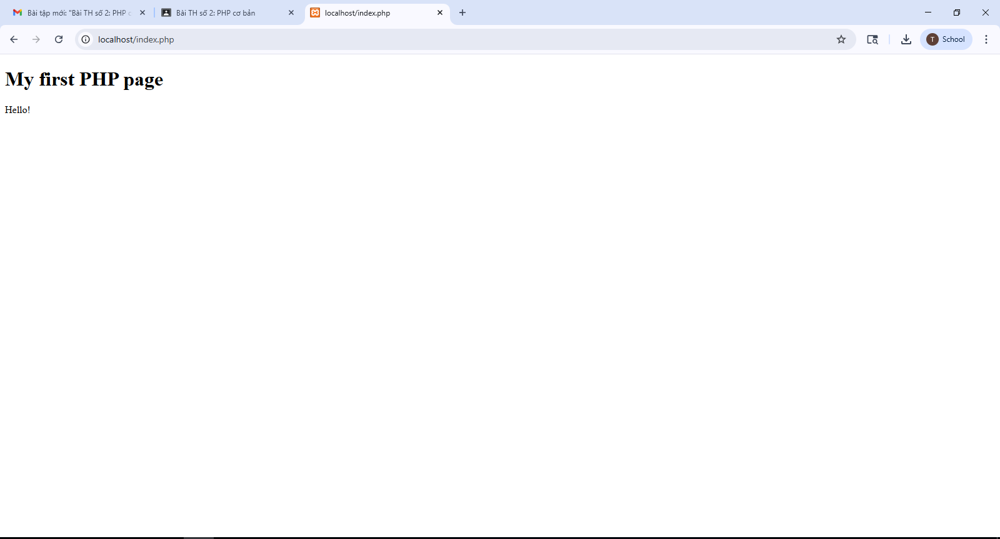 Bài tập mới: "Bài TH số 2: PHP
Bài TH số 2: PHP cơ bản
localhost/index.php
localhost/index.php
T
School
My first PHP page
Hello!